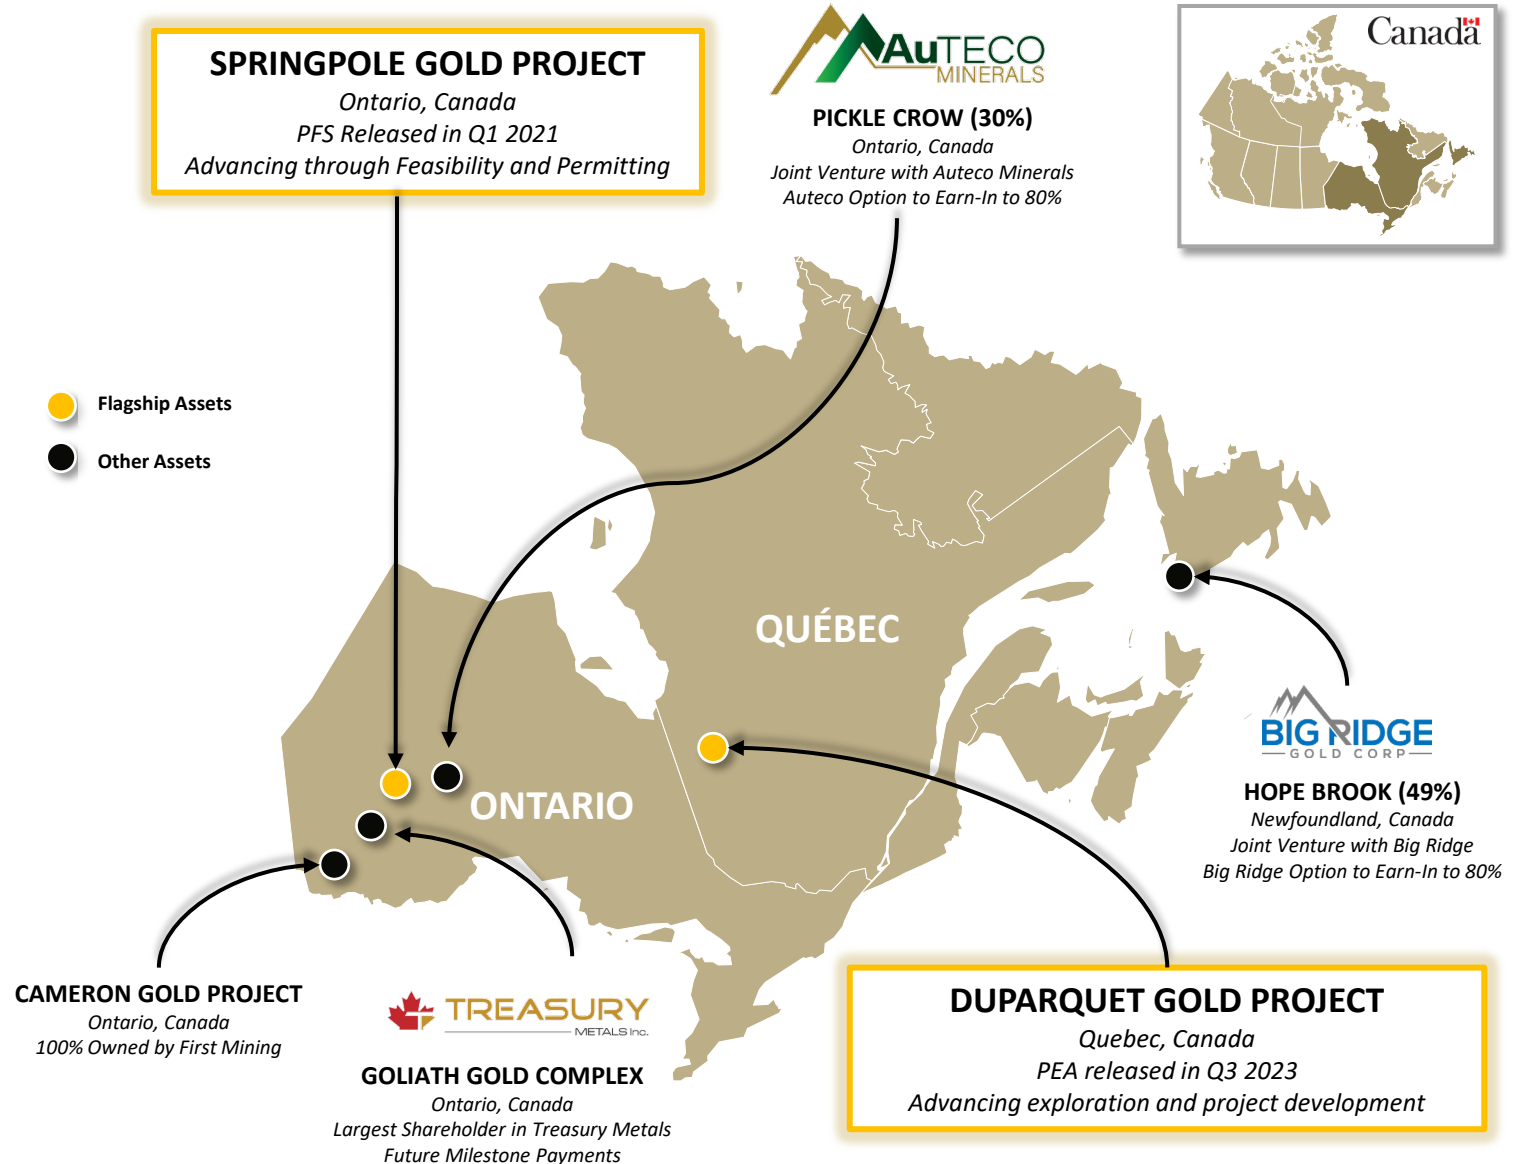 SPRINGPOLE GOLD PROJECT
Ontario, Canada
PFS Released in Q1 2021
Advancing through Feasibility and Permitting
AuTECO
MINERALS
PICKLE CROW (30%)
Ontario, Canada
Joint Venture with Auteco Minerals
Auteco Option to Earn-In to 80%
Canada
Flagship Assets
Other Assets
QUÉBEC
ONTARIO
BIG RIDGE
GOLD CORP
HOPE BROOK (49%)
Newfoundland, Canada
Joint Venture with Big Ridge
Big Ridge Option to Earn-In to 80%
CAMERON GOLD PROJECT
Ontario, Canada
100% Owned by First Mining
TREASURY
METALS Inc.
GOLIATH GOLD COMPLEX
Ontario, Canada
Largest Shareholder in Treasury Metals
Future Milestone Payments
DUPARQUET GOLD PROJECT
Quebec, Canada
PEA released in Q3 2023
Advancing exploration and project development